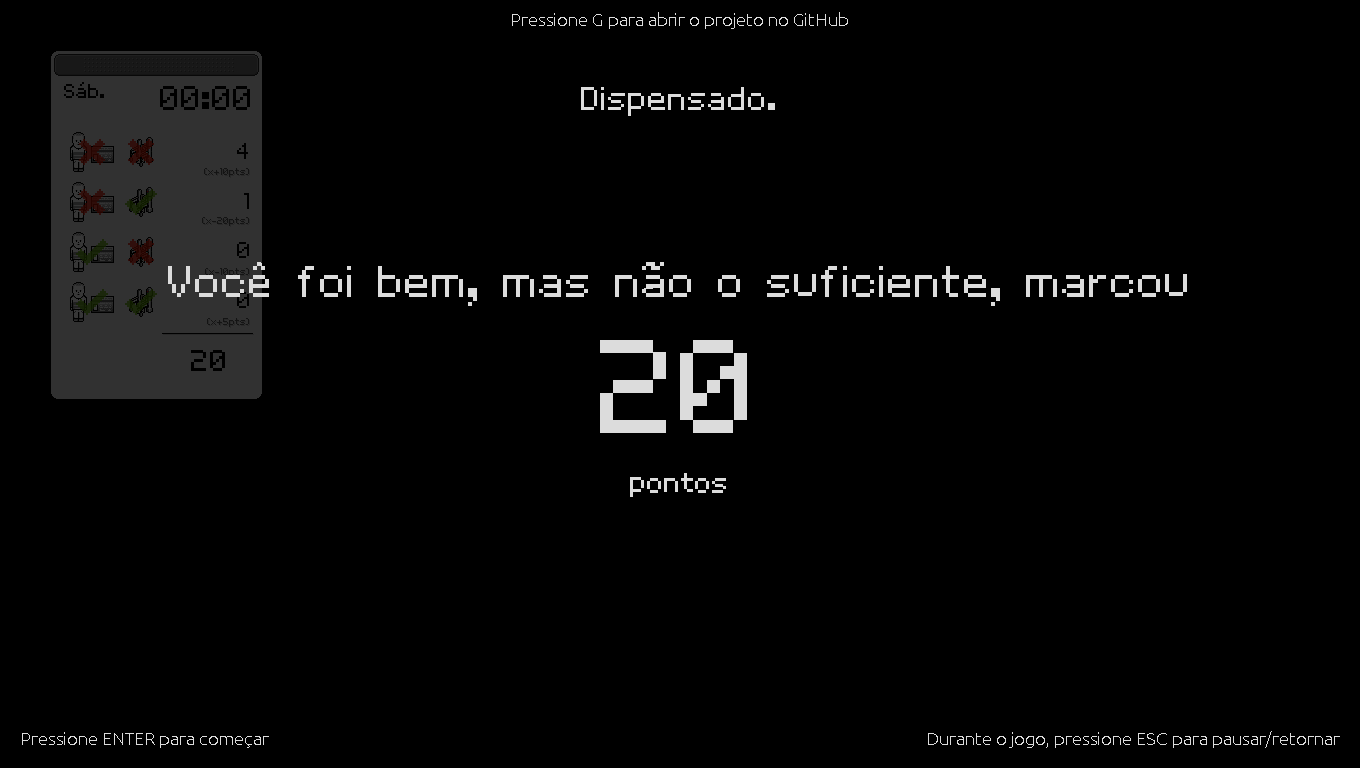 Pressione G para abrir o projeto no GitHub
Dispensado.
Sáb.
00:00
4
(x+10pts)
1
(x-20pts)
0
Você foi bem, mas não o suficiente, marcou
(x+5pts)
20
20
pontos
Pressione ENTER para começar
Durante o jogo, pressione ESC para pausar/retornar